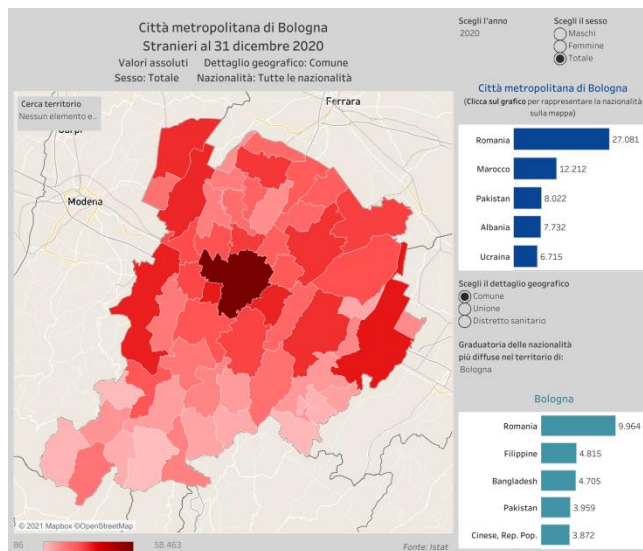 Città metropolitana di Bologna
Stranieri al 31 dicembre 2020
Valori assoluti Dettaglio geografico: Comune
Sesso: Totale Nazionalità: Tutte le nazionalità
Scegli l'anno
2020
Scegli il sesso
Maschi
Femmine
Totale
Cerca territorio
Nessun elemento e...
Carpi
Ferrara
Modena
Città metropolitana di Bologna
(Clicca sul grafico per rappresentare la nazionalità
sulla mappa)
Romania 27.081
Marocco 12.212
Pakistan 8.022
Albania 7.732
Ucraina 6.715
Scegli il dettaglio geografico
Comune
Unione
Distretto sanitario
Graduatoria delle nazionalità
più diffuse nel territorio di:
Bologna
Bologna
Romania 9.964
Filippine 4.815
Bangladesh 4.705
Pakistan 3.959
Cinese, Rep. Pop. 3.872
© 2021 Mapbox ©OpenStreetMap
86 58.463
Fonte: Istat